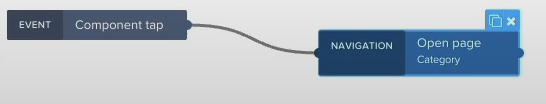 EVENT Component tap
NAVIGATION Open page
Category